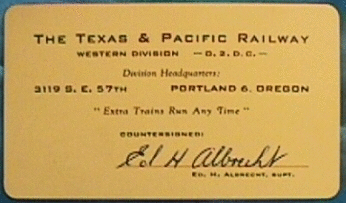 THE TEXAS & PACIFIC RAILWAY
WESTERN DIVISION — O. 2. D. C. —
Division Headquarters:
3119 S. E. 57TH PORTLAND 6, OREGON
"Extra Trains Run Any Time"
COUNTERSIGNED:
Ed H Albrecht
ED. H. ALBRECHT, SUPT.